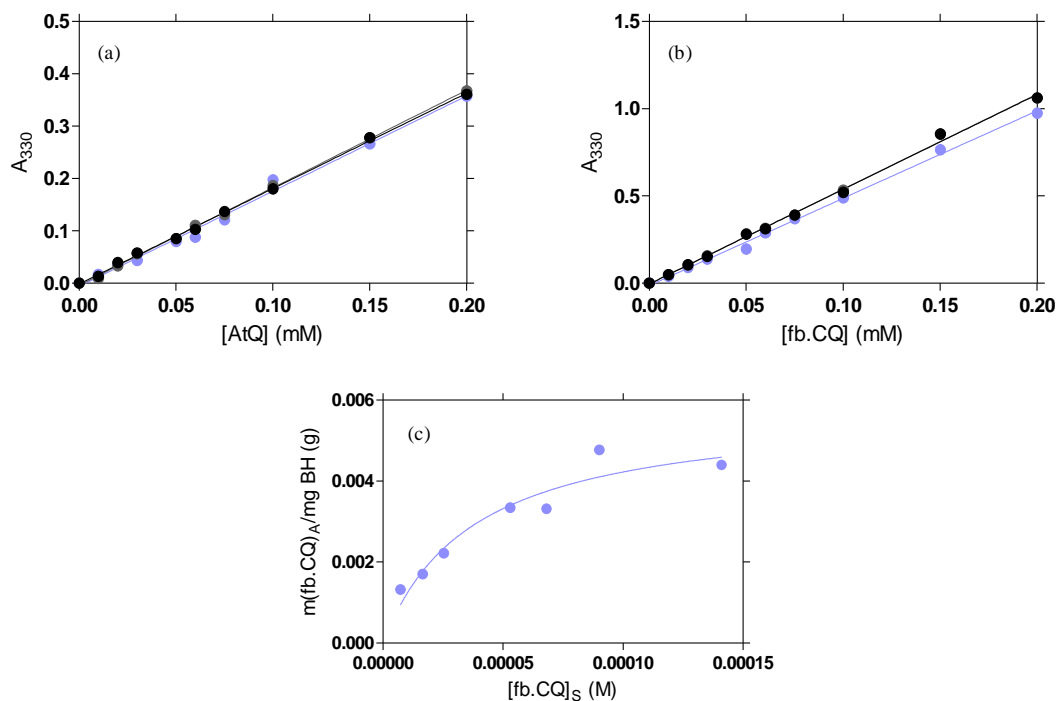 (a)
A330
0.5
0.4
0.3
0.2
0.1
0.0
0.00 0.05 0.10 0.15 0.20
[AtQ] (mM)
(b)
A330
1.5
1.0
0.5
0.0
0.00 0.05 0.10 0.15 0.20
[fb.CQ] (mM)
(c)
m(fb.CQ)A/mg BH (g)
0.006
0.004
0.002
0.000
0.00000 0.00005 0.00010 0.00015
[fb.CQ]S (M)